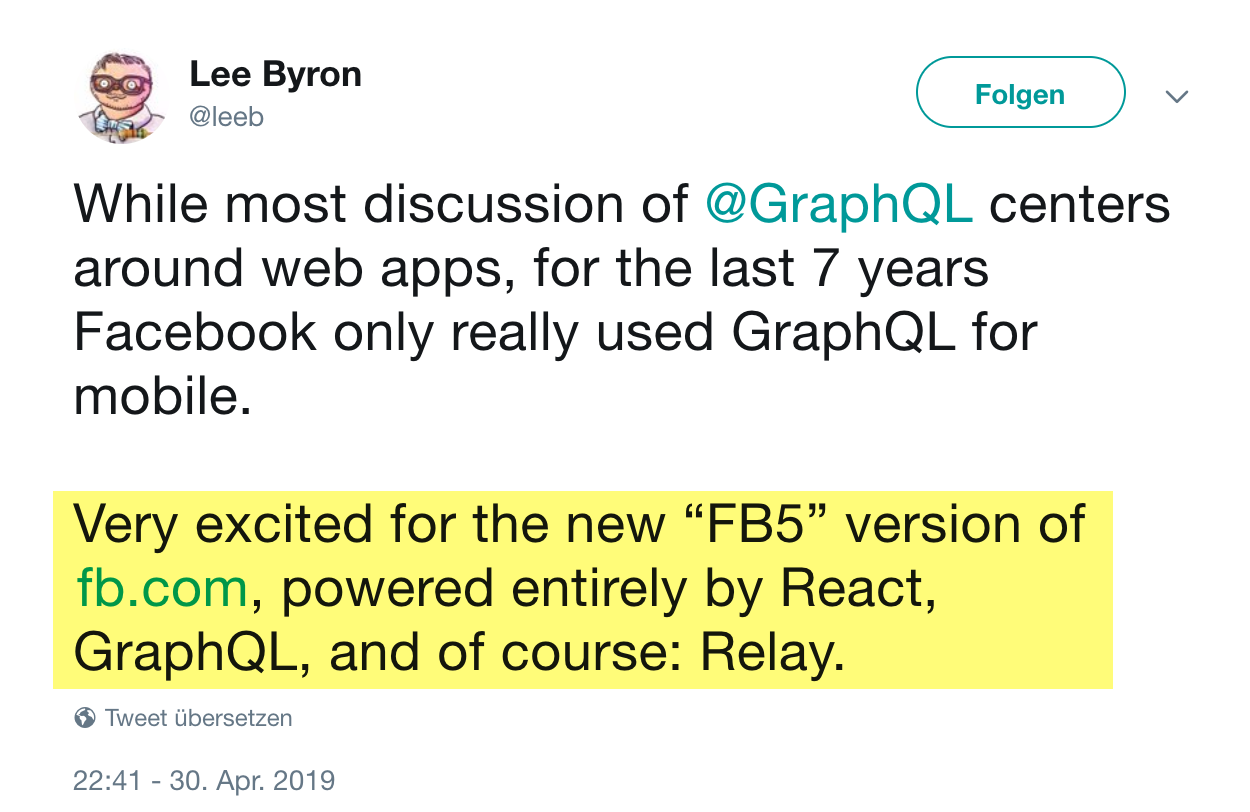 Lee Byron
@leeb
Folgen
While most discussion of @GraphQL centers
around web apps, for the last 7 years
Facebook only really used GraphQL for
mobile.
Very excited for the new “FB5” version of
fb.com, powered entirely by React,
GraphQL, and of course: Relay.
Tweet übersetzen
22:41 - 30. Apr. 2019